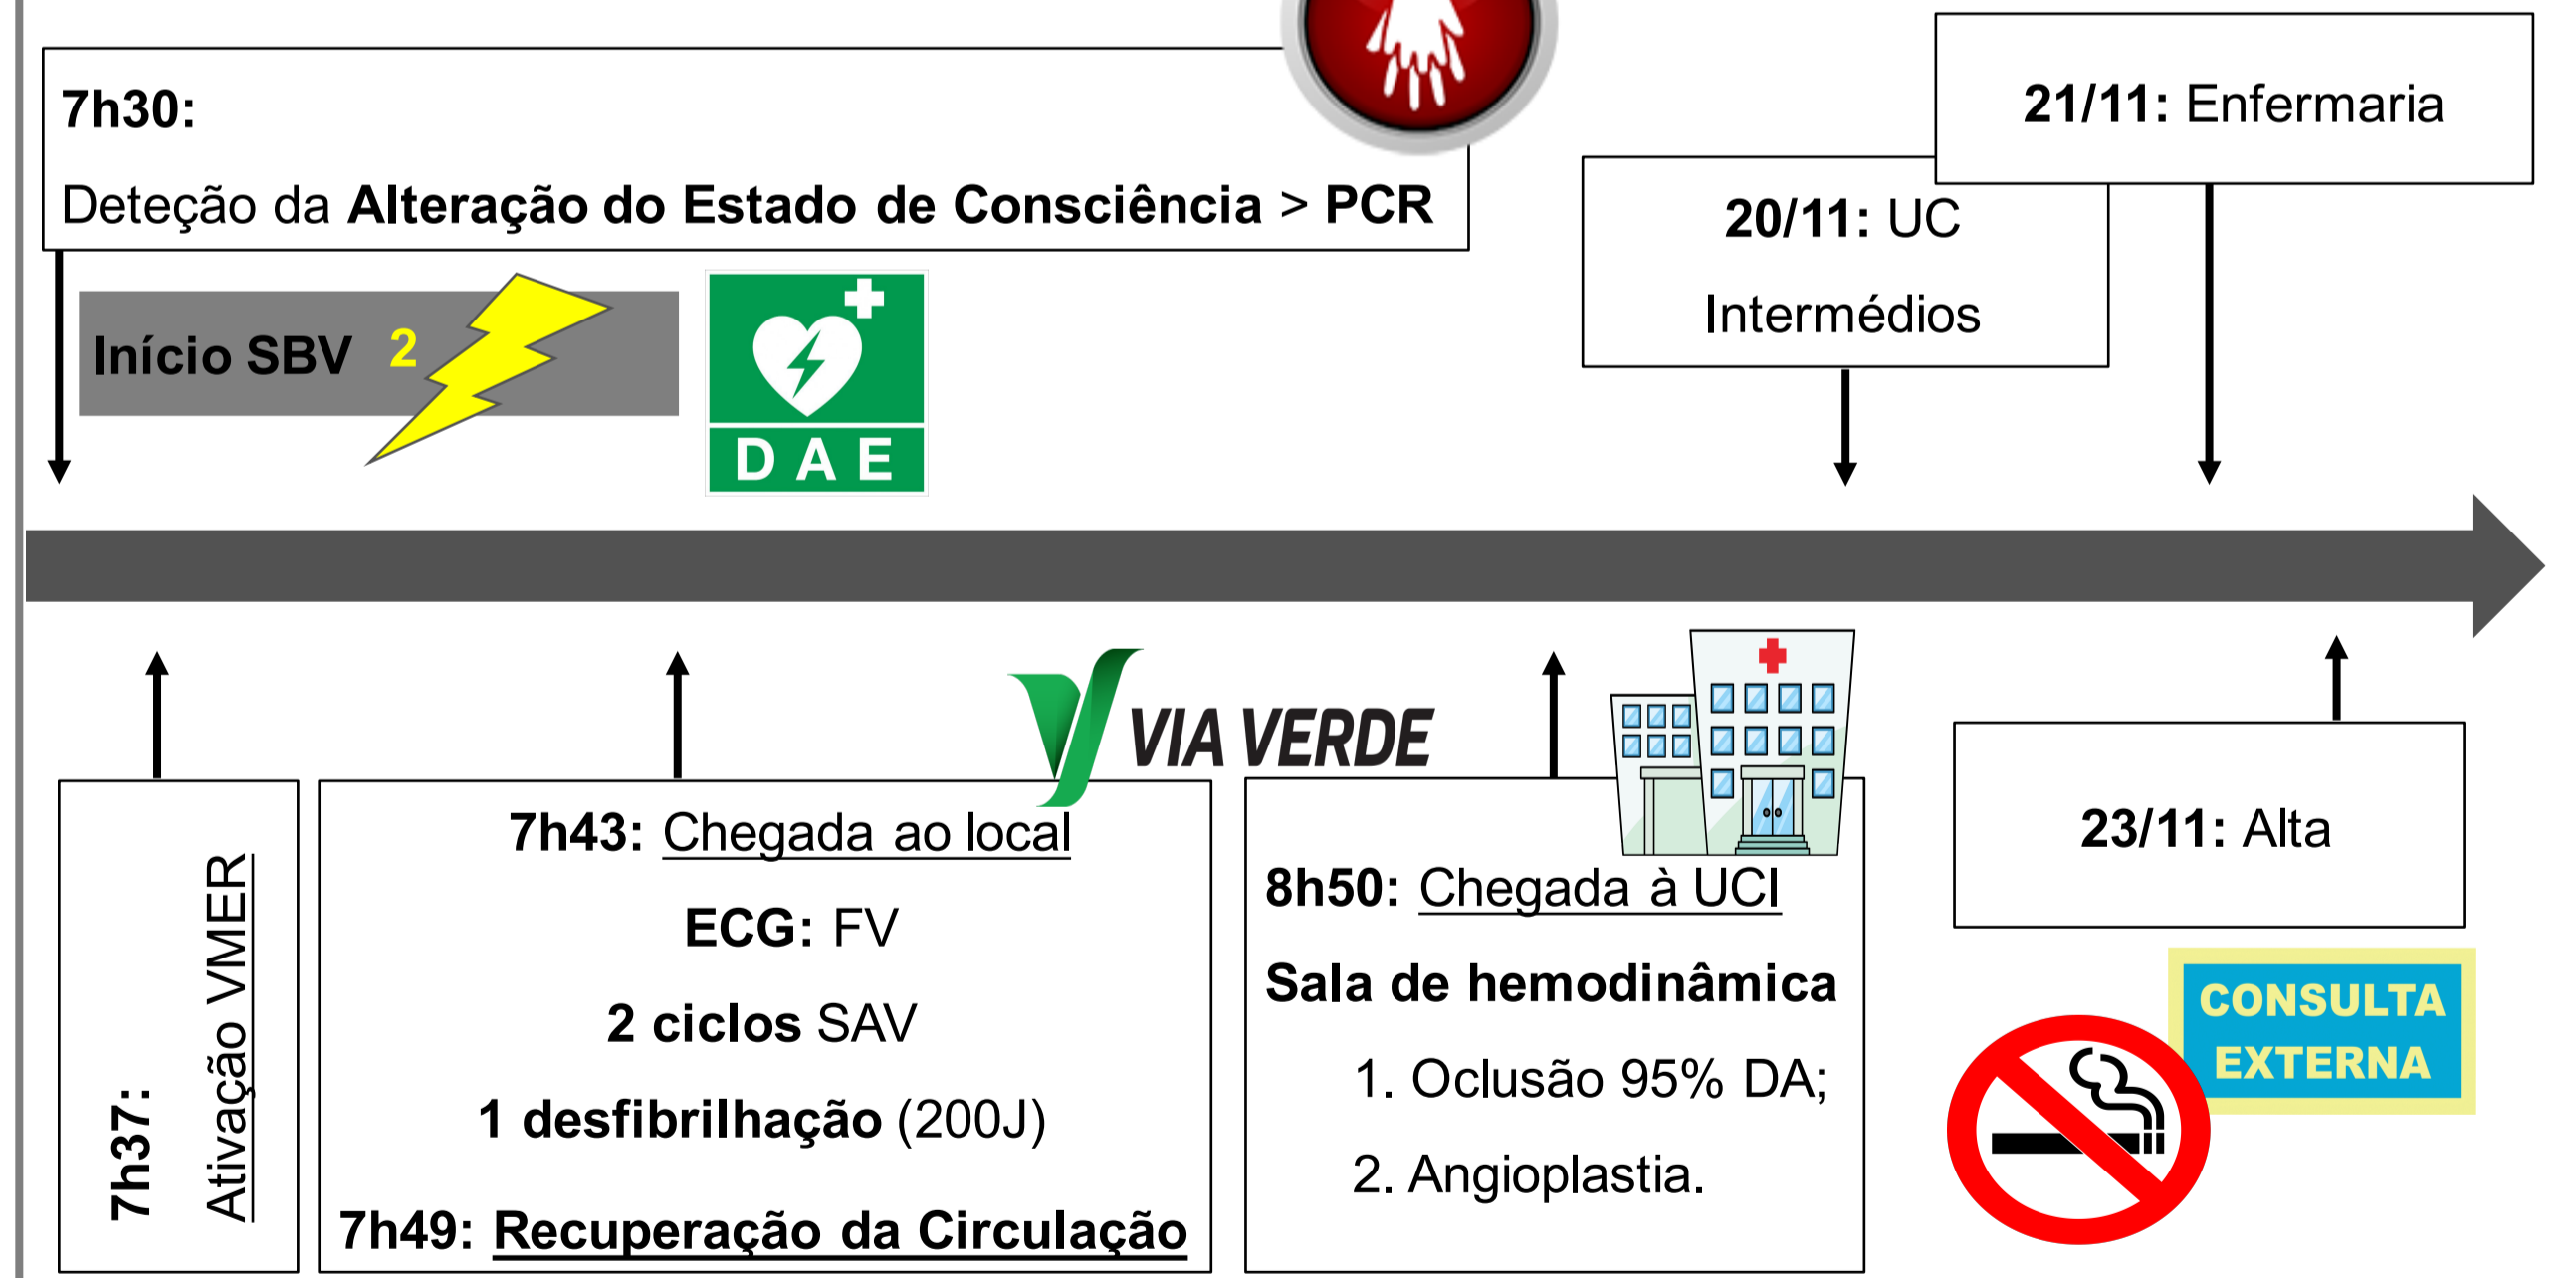 7h30:
Deteção da Alteração do Estado de Consciência > PCR
Início SBV 2
DAE
20/11: UC
Intermédios
21/11: Enfermaria
7h37:
Ativação VMER
VIA VERDE
7h43: Chegada ao local
ECG: FV
2 ciclos SAV
1 desfibrilhação (200J)
7h49: Recuperação da Circulação
8h50: Chegada à UCI
Sala de hemodinâmica
1. Oclusão 95% DA;
2. Angioplastia.
23/11: Alta
CONSULTA
EXTERNA